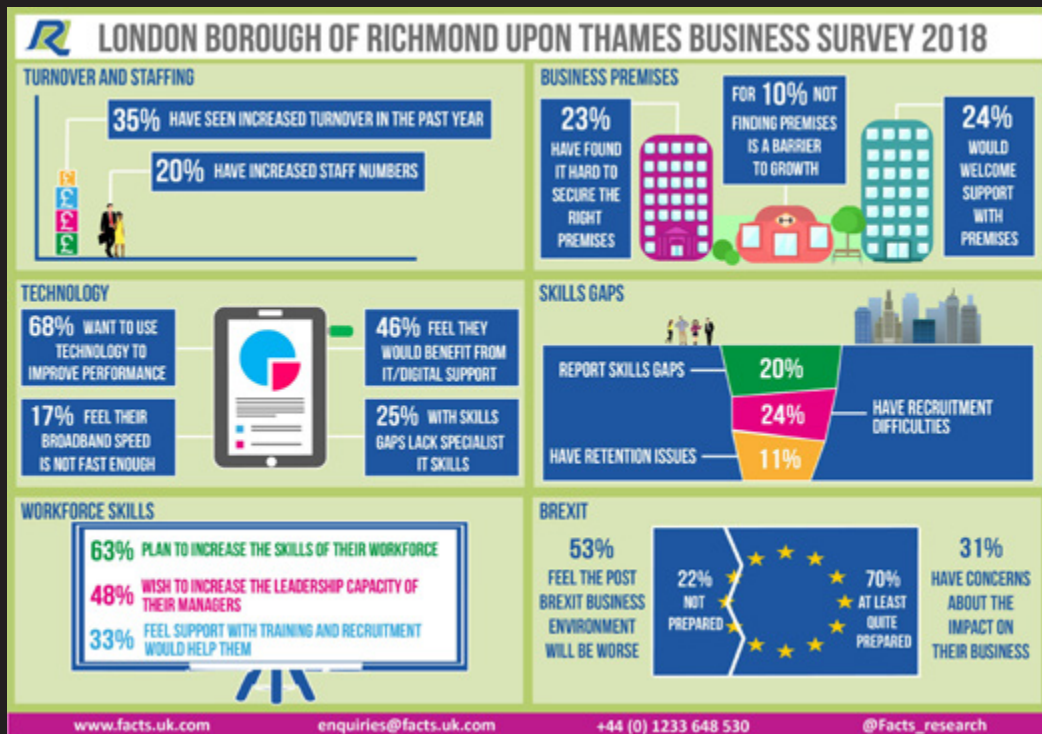 LONDON BOROUGH OF RICHMOND UPON THAMES BUSINESS SURVEY 2018
TURNOVER AND STAFFING
35% HAVE SEEN INCREASED TURNOVER IN THE PAST YEAR
20% HAVE INCREASED STAFF NUMBERS
£
£
£
£
BUSINESS PREMISES
23%
HAVE FOUND
IT HARD TO
SECURE THE
RIGHT
PREMISES
FOR 10% NOT
FINDING PREMISES
IS A BARRIER
TO GROWTH
24%
WOULD
WELCOME
SUPPORT
WITH
PREMISES
TECHNOLOGY
68% WANT TO USE
TECHNOLOGY TO
IMPROVE PERFORMANCE
46% FEEL THEY
WOULD BENEFIT FROM
IT/DIGITAL SUPPORT
17% FEEL THEIR
BROADBAND SPEED
IS NOT FAST ENOUGH
25% WITH SKILLS
GAPS LACK SPECIALIST
IT SKILLS
SKILLS GAPS
REPORT SKILLS GAPS
20%
24%
HAVE RECRUITMENT
DIFFICULTIES
HAVE RETENTION ISSUES
11%
WORKFORCE SKILLS
63% PLAN TO INCREASE THE SKILLS OF THEIR WORKFORCE
48% WISH TO INCREASE THE LEADERSHIP CAPACITY OF
THEIR MANAGERS
33% FEEL SUPPORT WITH TRAINING AND RECRUITMENT
WOULD HELP THEM
BREXIT
53%
FEEL THE POST
BREXIT BUSINESS
ENVIRONMENT
WILL BE WORSE
22%
NOT
PREPARED
70%
AT LEAST
QUITE
PREPARED
31%
HAVE CONCERNS
ABOUT THE
IMPACT ON
THEIR BUSINESS
www.facts.uk.com enquiries@facts.uk.com +44 (0) 1233 648 530 @Facts_research